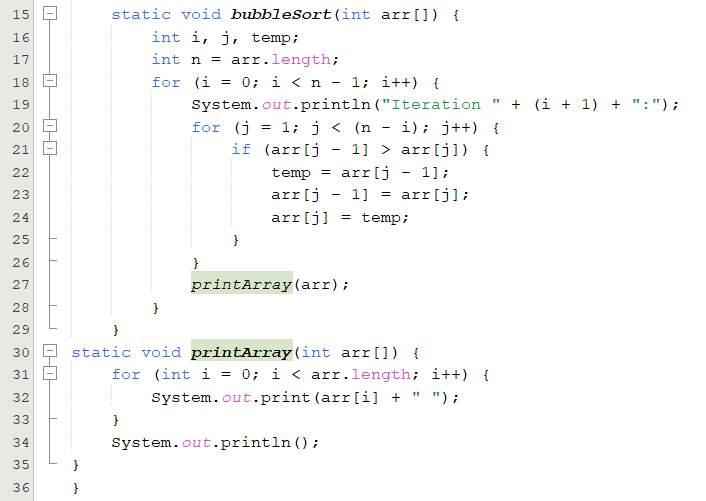 15 static void bubbleSort(int arr[]) {
16 int i, j, temp;
17 int n = arr.length;
18 for (i = 0; i < n - 1; i++) {
19 System.out.println("Iteration " + (i + 1) + ":");
20 for (j = 1; j < (n - i); j++) {
21 if (arr[j - 1] > arr[j]) {
22 temp = arr[j - 1];
23 arr[j - 1] = arr[j];
24 arr[j] = temp;
25 }
26 }
27 printArray(arr);
28 }
29 }
30 static void printArray(int arr[]) {
31 for (int i = 0; i < arr.length; i++) {
32 System.out.print(arr[i] + " ");
33 }
34 System.out.println();
35 }
36 }